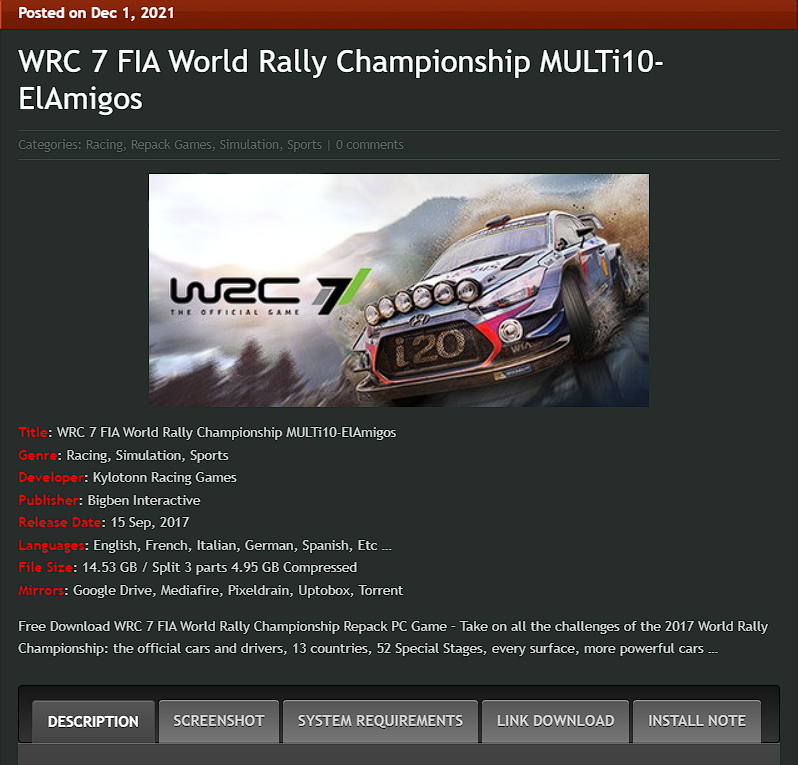 Posted on Dec 1, 2021
WRC 7 FIA World Rally Championship MULTi10-
ElAmigos
Categories: Racing, Repack Games, Simulation, Sports | 0 comments
WRC 7
THE OFFICIAL GAME
i20
Title: WRC 7 FIA World Rally Championship MULTi10-ElAmigos
Genre: Racing, Simulation, Sports
Developer: Kylotonn Racing Games
Publisher: Bigben Interactive
Release Date: 15 Sep, 2017
Languages: English, French, Italian, German, Spanish, Etc ...
File Size: 14.53 GB / Split 3 parts 4.95 GB Compressed
Mirrors: Google Drive, Mediafire, Pixeldrain, Uptobox, Torrent
Free Download WRC 7 FIA World Rally Championship Repack PC Game – Take on all the challenges of the 2017 World Rally
Championship: the official cars and drivers, 13 countries, 52 Special Stages, every surface, more powerful cars ...
DESCRIPTION
SCREENSHOT
SYSTEM REQUIREMENTS
LINK DOWNLOAD
INSTALL NOTE